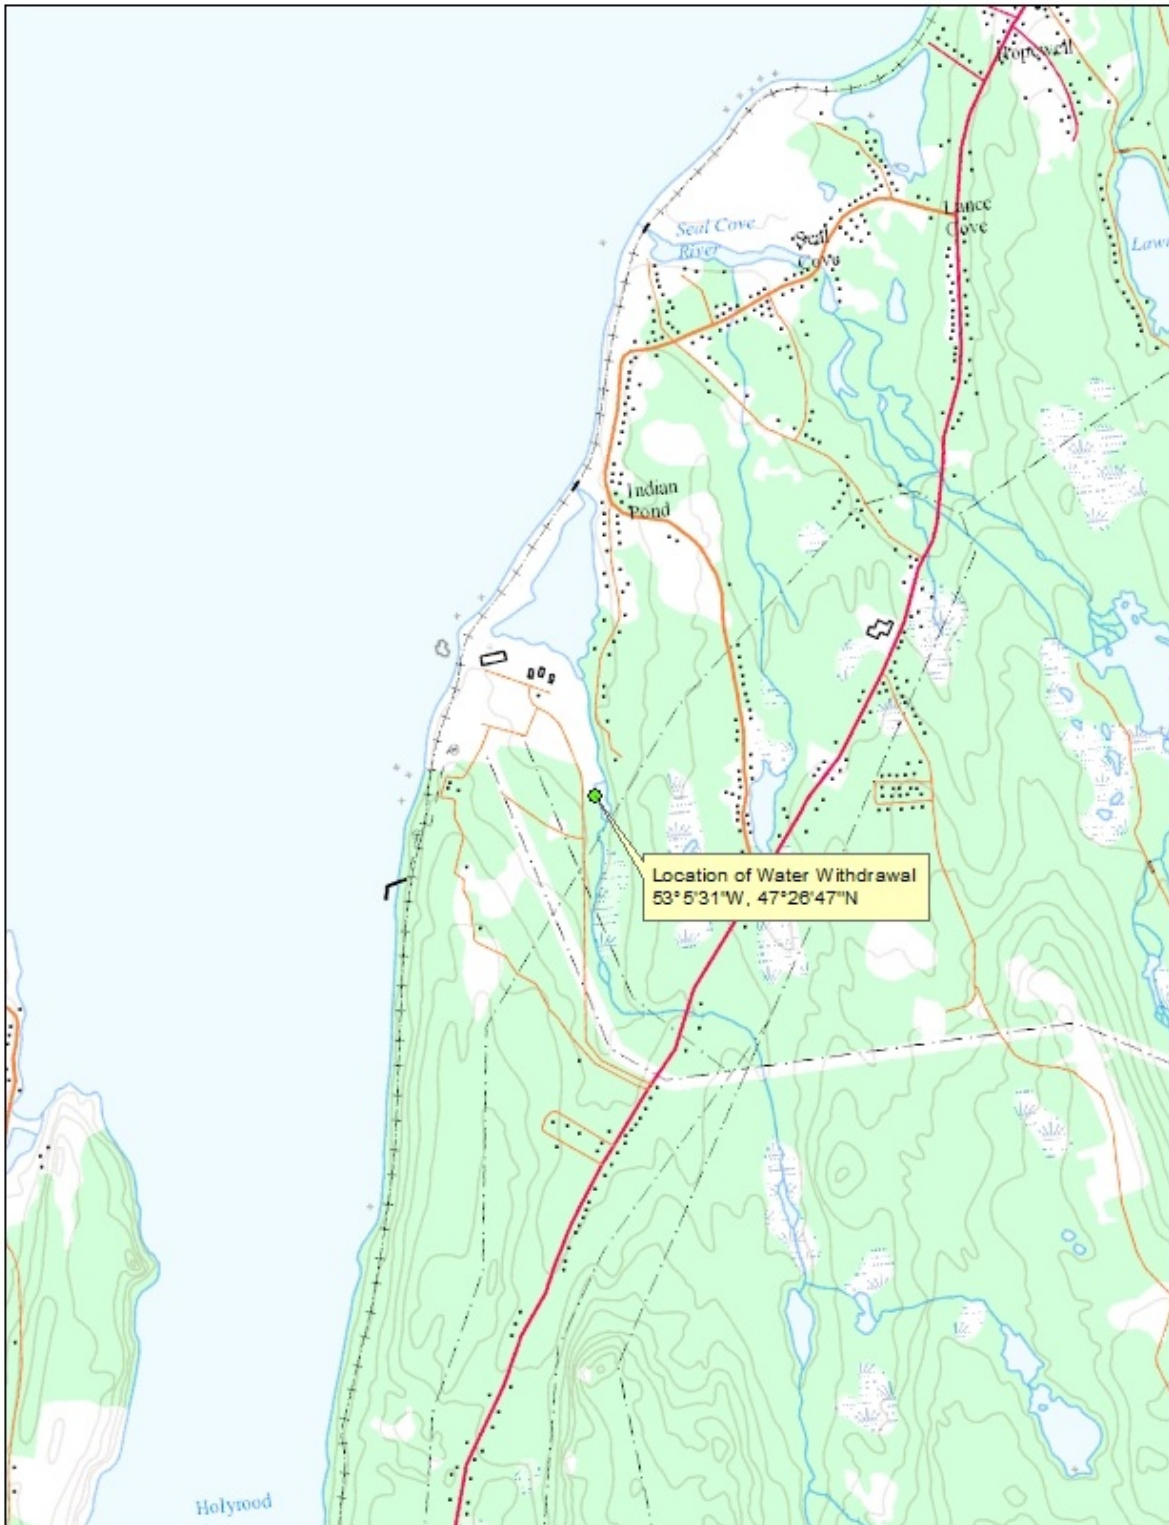 Hopewell
Seal Cove
River
Lance
Cove
Seal
Cove
Indian
Pond
Location of Water Withdrawal
53°5'31"W, 47°26'47"N
Holyrood